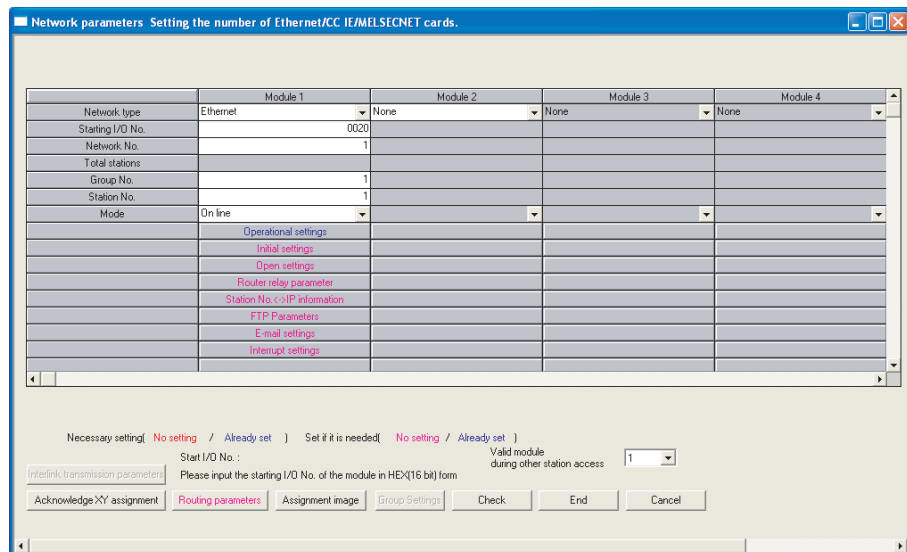 Network parameters Setting the number of Ethernet/CC IE/MELSECNET cards.
Module 1 Module 2 Module 3 Module 4
Network type Ethernet None None None
Starting I/O No. 0020
Network No. 1
Total stations
Group No. 1
Station No. 1
Mode On line
Operational settings
Initial settings
Open settings
Router relay parameter
Station No.<->IP information
FTP Parameters
E-mail settings
Interrupt settings
Necessary setting( No setting / Already set ) Set if it is needed( No setting / Already set )
Start I/O No. :
Valid module
during other station access
1
Interlink transmission parameters
Please input the starting I/O No. of the module in HEX(16 bit) form
Acknowledge XY assignment Routing parameters Assignment image Group Settings Check End Cancel